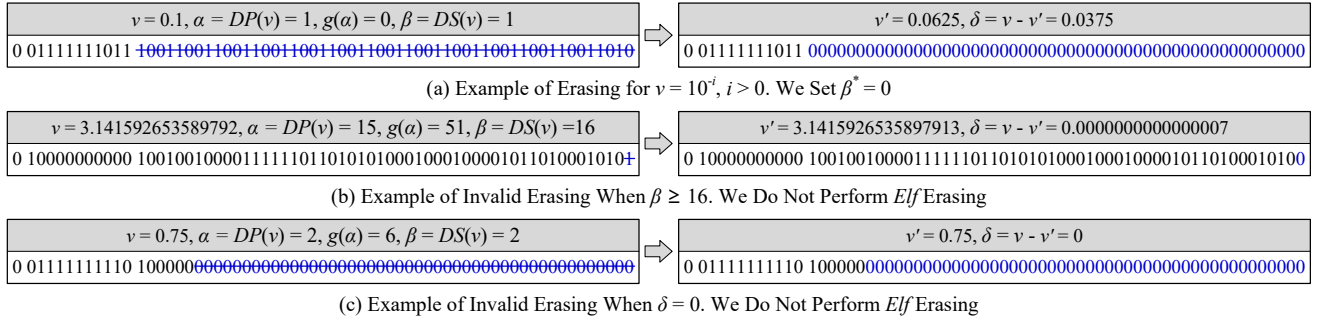 v = 0.1, α = DP(v) = 1, g(α) = 0, β = DS(v) = 1
0 01111111011 1001100110011001100110011001100110011001100110011010
v′ = 0.0625, δ = v - v′ = 0.0375
0 01111111011 0000000000000000000000000000000000000000000000000000
(a) Example of Erasing for v = 10^-i, i > 0. We Set β* = 0
v = 3.141592653589792, α = DP(v) = 15, g(α) = 51, β = DS(v) =16
0 10000000000 1001001000011111101101010100010001000010110100010101
v′ = 3.1415926535897913, δ = v - v′ = 0.0000000000000007
0 10000000000 1001001000011111101101010100010001000010110100010100
(b) Example of Invalid Erasing When β ≥ 16. We Do Not Perform Elf Erasing
v = 0.75, α = DP(v) = 2, g(α) = 6, β = DS(v) = 2
0 01111111110 1000000000000000000000000000000000000000000000000000
v′ = 0.75, δ = v - v′ = 0
0 01111111110 1000000000000000000000000000000000000000000000000000
(c) Example of Invalid Erasing When δ = 0. We Do Not Perform Elf Erasing